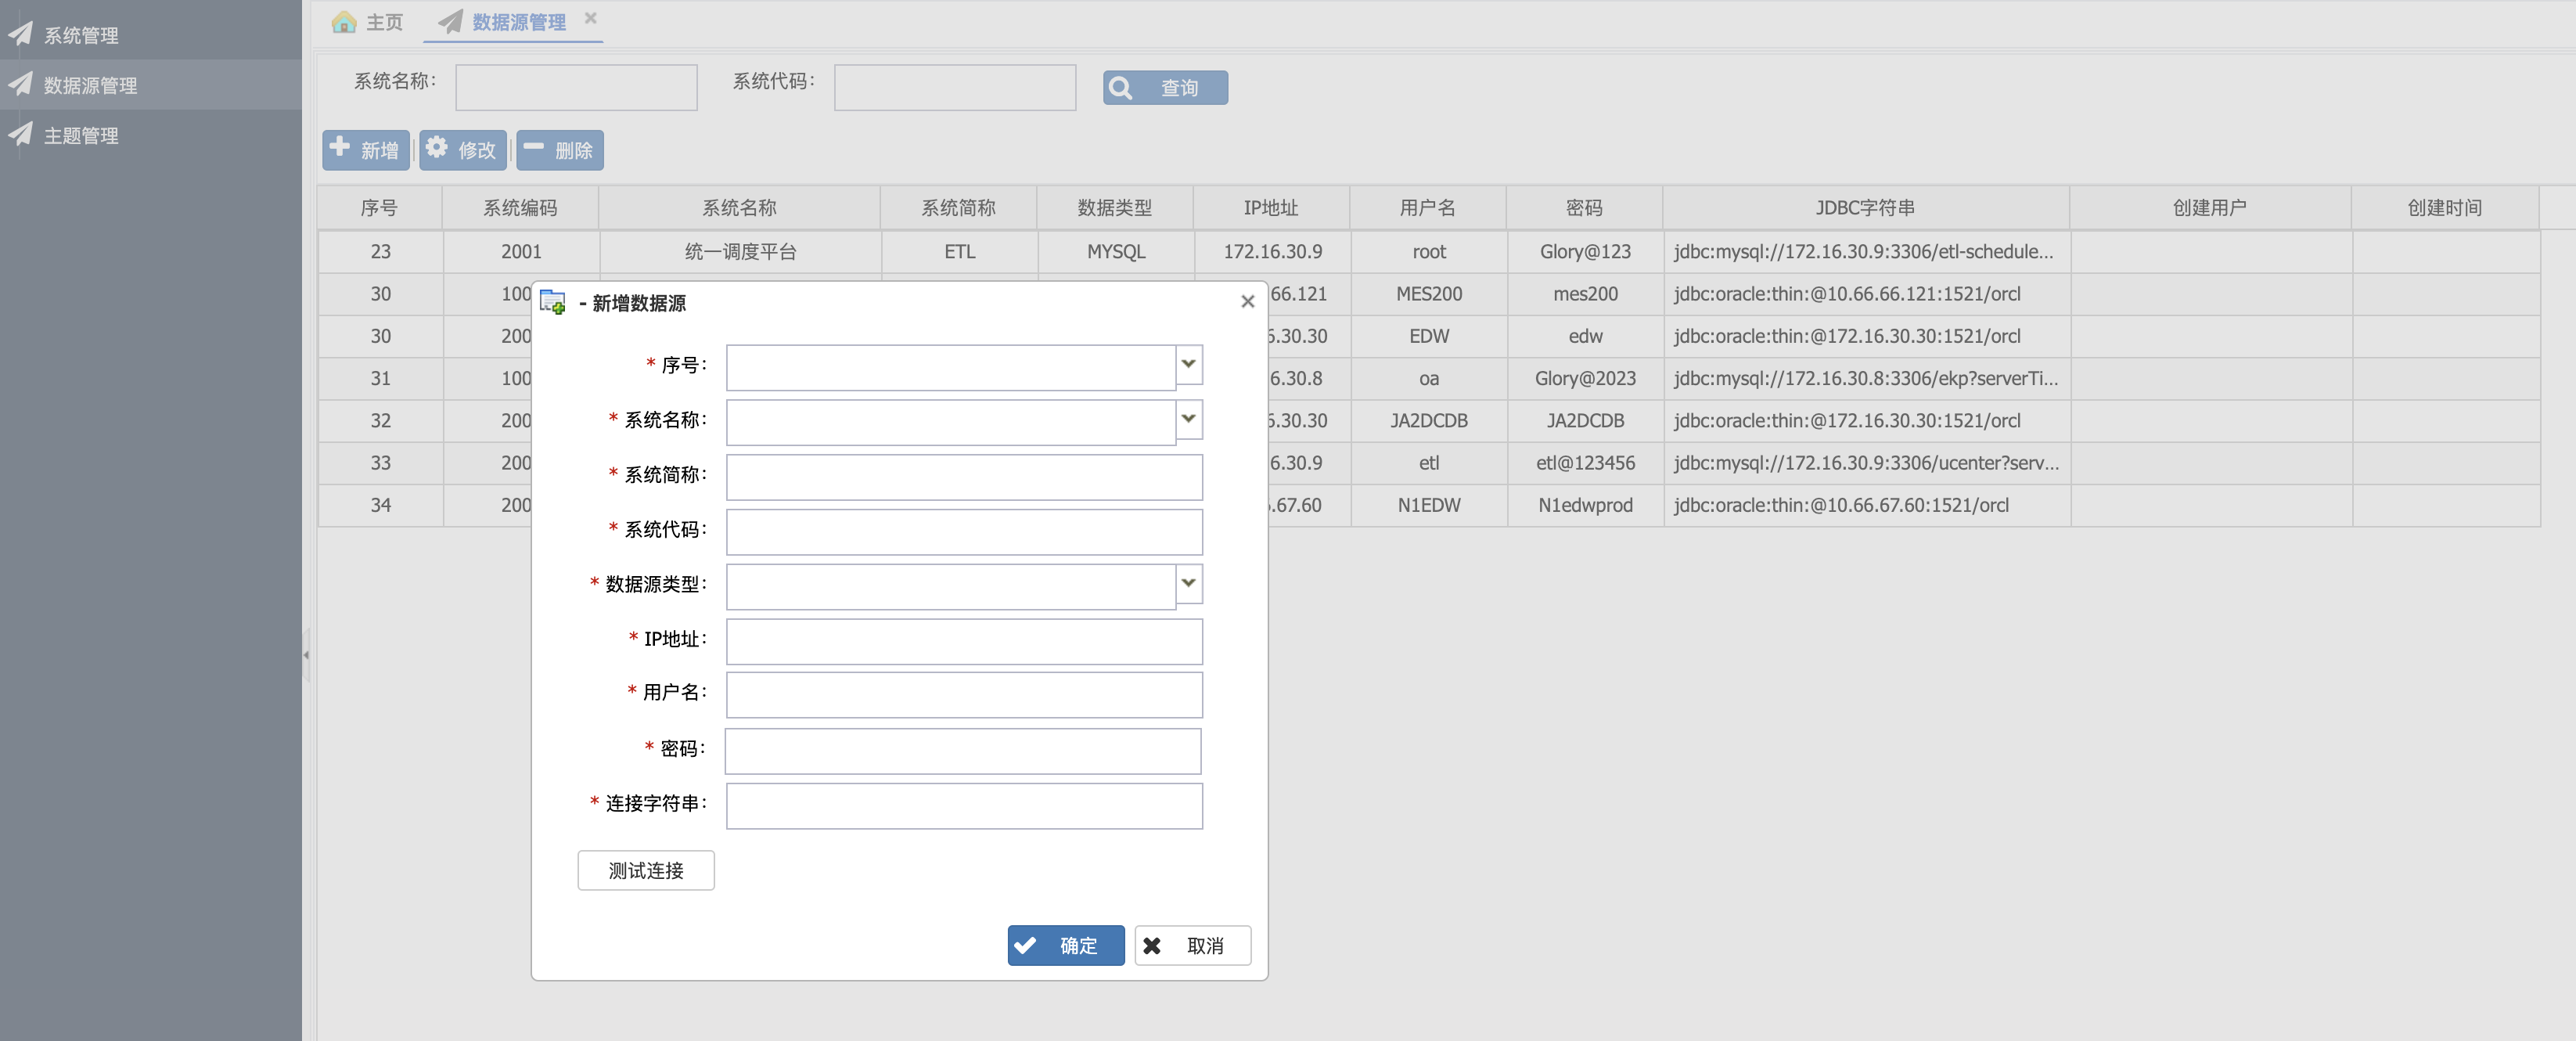 系统管理
数据源管理
主题管理
主页
数据源管理
系统名称：
系统代码：
查询
新增
修改
删除
序号 系统编码 系统名称 系统简称 数据类型 IP地址 用户名 密码 JDBC字符串 创建用户 创建时间
23 2001 统一调度平台 ETL MYSQL 172.16.30.9 root Glory@123 jdbc:mysql://172.16.30.9:3306/etl-schedule...
30 100 66.121 MES200 mes200 jdbc:oracle:thin:@10.66.66.121:1521/orcl
30 200 6.30.30 EDW edw jdbc:oracle:thin:@172.16.30.30:1521/orcl
31 100 6.30.8 oa Glory@2023 jdbc:mysql://172.16.30.8:3306/ekp?serverTi...
32 200 6.30.30 JA2DCDB JA2DCDB jdbc:oracle:thin:@172.16.30.30:1521/orcl
33 200 6.30.9 etl etl@123456 jdbc:mysql://172.16.30.9:3306/ucenter?serv...
34 200 .67.60 N1EDW N1edwprod jdbc:oracle:thin:@10.66.67.60:1521/orcl
- 新增数据源
* 序号：
* 系统名称：
* 系统简称：
* 系统代码：
* 数据源类型：
* IP地址：
* 用户名：
* 密码：
* 连接字符串：
测试连接
确定
取消